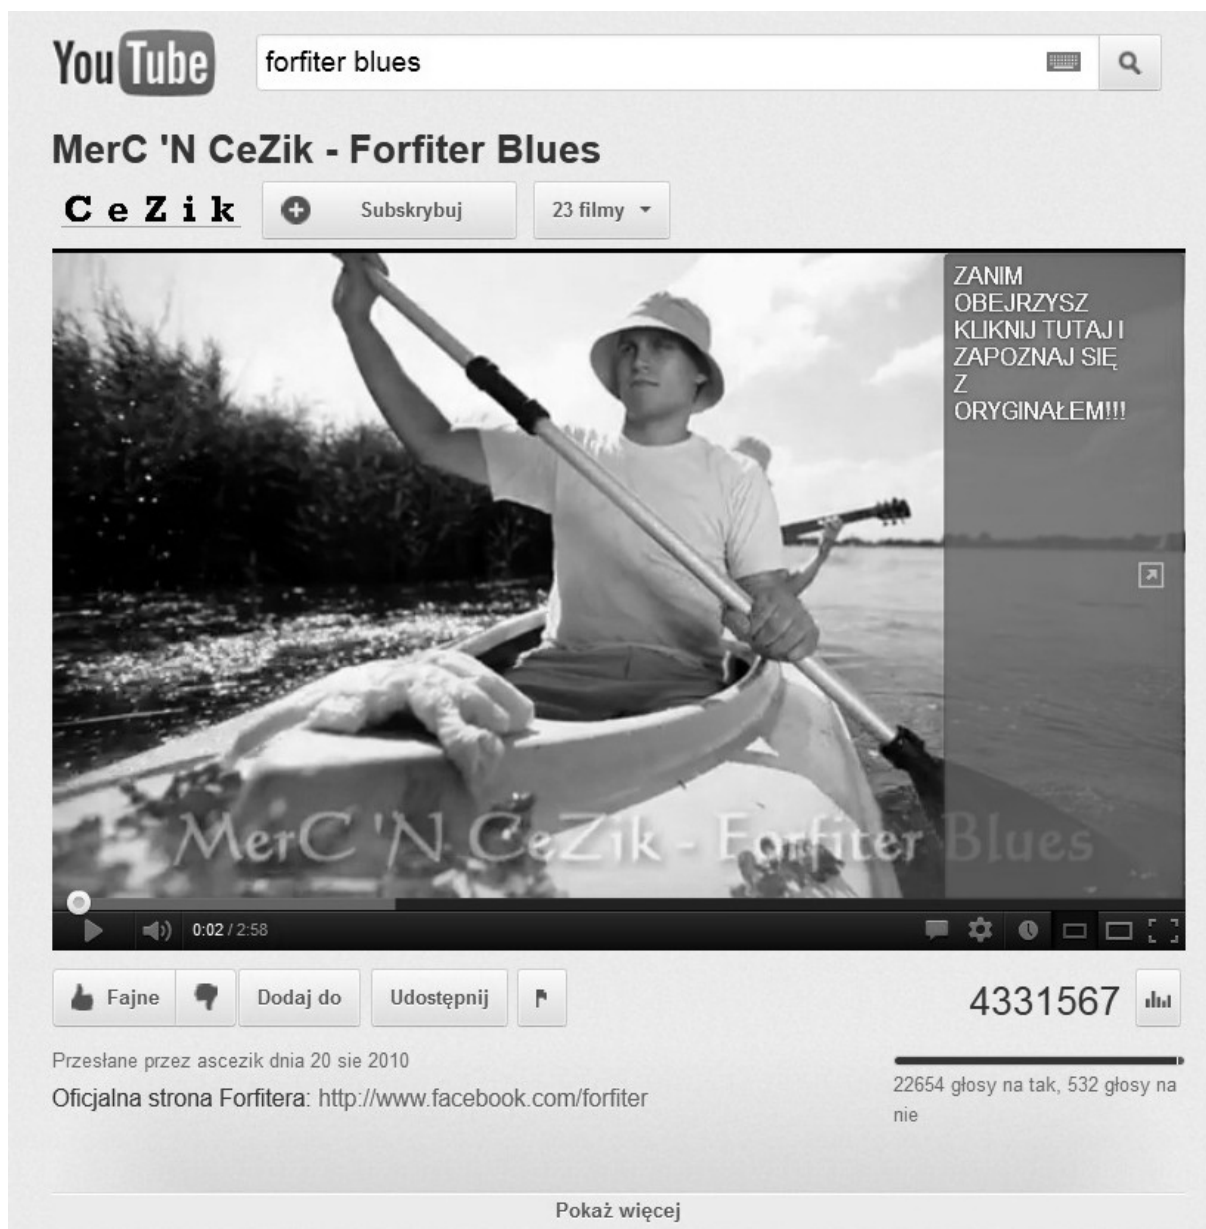 YouTube
forfiter blues
MerC 'N CeZik - Forfiter Blues
CeZik
Subskrybuj
23 filmy
ZANIM
OBEJRZYSZ
KLIKNIJ TUTAJ I
ZAPOZNAJ SIĘ
Z
ORYGINAŁEM!!!
MerC 'N CeZik - Forfiter Blues
0:02 / 2:58
Fajne
Dodaj do
Udostępnij
4331567
Przesłane przez ascezik dnia 20 sie 2010
Oficjalna strona Forfitera: http://www.facebook.com/forfiter
22654 głosy na tak, 532 głosy na
nie
Pokaż więcej